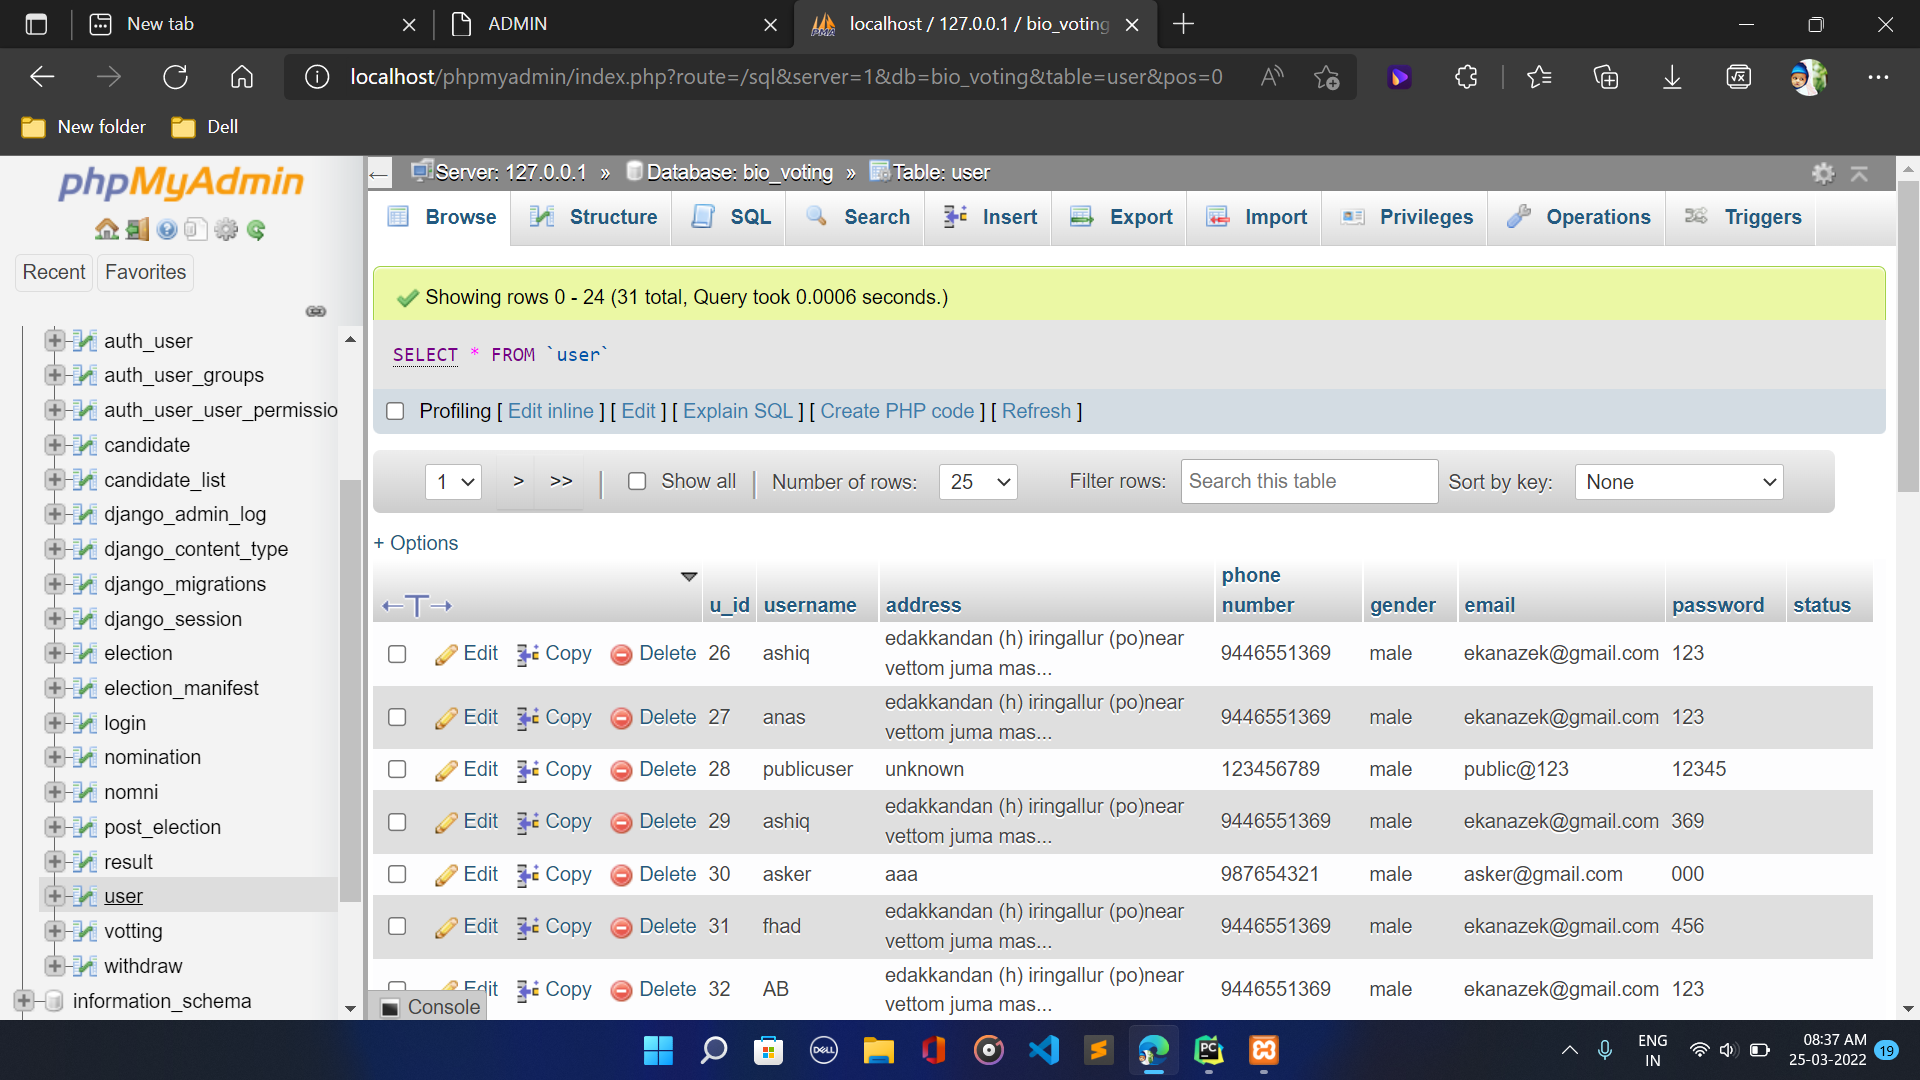 New tab
ADMIN
localhost / 127.0.0.1 / bio_voting
localhost/phpmyadmin/index.php?route=/sql&server=1&db=bio_voting&table=user&pos=0
New folder
Dell
phpMyAdmin
Recent
Favorites
auth_user
auth_user_groups
auth_user_user_permissio
candidate
candidate_list
django_admin_log
django_content_type
django_migrations
django_session
election
election_manifest
login
nomination
nomni
post_election
result
user
votting
withdraw
information_schema
Server: 127.0.0.1 » Database: bio_voting » Table: user
Browse Structure SQL Search Insert Export Import Privileges Operations Triggers
Showing rows 0 - 24 (31 total, Query took 0.0006 seconds.)
SELECT * FROM `user`
Profiling [ Edit inline ] [ Edit ] [ Explain SQL ] [ Create PHP code ] [ Refresh ]
1 > >> | Show all | Number of rows: 25 Filter rows: Search this table Sort by key: None
+ Options
←T→ u_id username address phone number gender email password status
Edit Copy Delete 26 ashiq edakkandan (h) iringallur (po)near vettom juma mas... 9446551369 male ekanazek@gmail.com 123
Edit Copy Delete 27 anas edakkandan (h) iringallur (po)near vettom juma mas... 9446551369 male ekanazek@gmail.com 123
Edit Copy Delete 28 publicuser unknown 123456789 male public@123 12345
Edit Copy Delete 29 ashiq edakkandan (h) iringallur (po)near vettom juma mas... 9446551369 male ekanazek@gmail.com 369
Edit Copy Delete 30 asker aaa 987654321 male asker@gmail.com 000
Edit Copy Delete 31 fhad edakkandan (h) iringallur (po)near vettom juma mas... 9446551369 male ekanazek@gmail.com 456
Edit Copy Delete 32 AB edakkandan (h) iringallur (po)near vettom juma mas... 9446551369 male ekanazek@gmail.com 123
Console
DELL
PC
ENG
IN
08:37 AM
25-03-2022
19